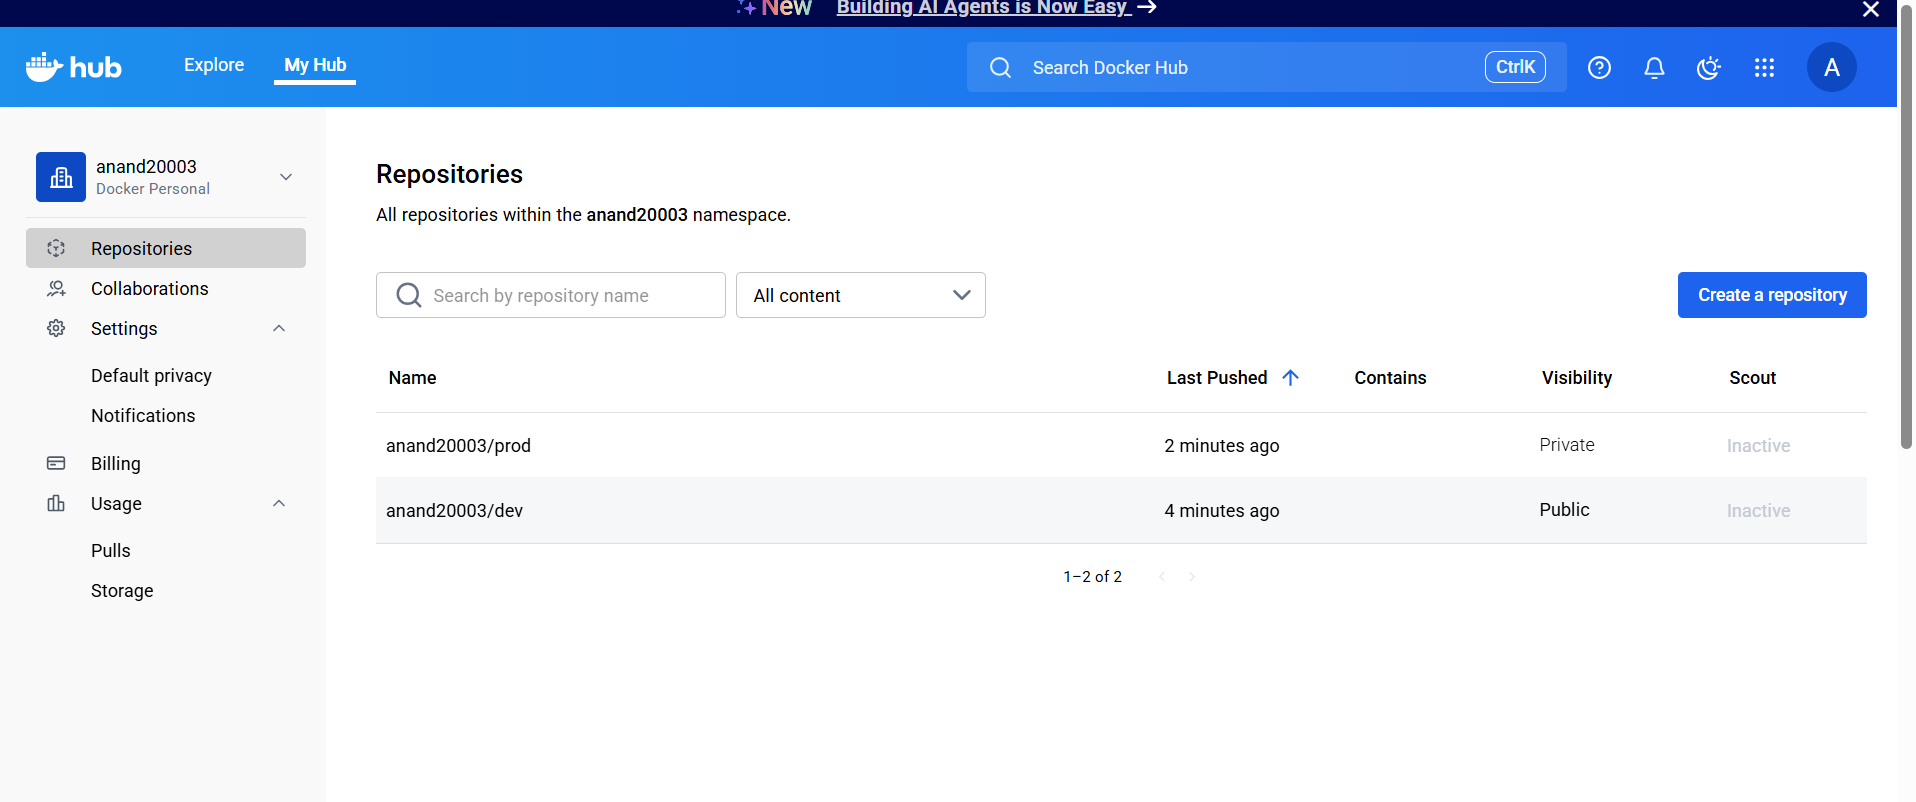 New Building AI Agents is Now Easy →
hub Explore My Hub Search Docker Hub CtrlK A
anand20003
Docker Personal
Repositories
Collaborations
Settings
Default privacy
Notifications
Billing
Usage
Pulls
Storage
Repositories
All repositories within the anand20003 namespace.
Search by repository name All content Create a repository
Name Last Pushed Contains Visibility Scout
anand20003/prod 2 minutes ago Private Inactive
anand20003/dev 4 minutes ago Public Inactive
1–2 of 2